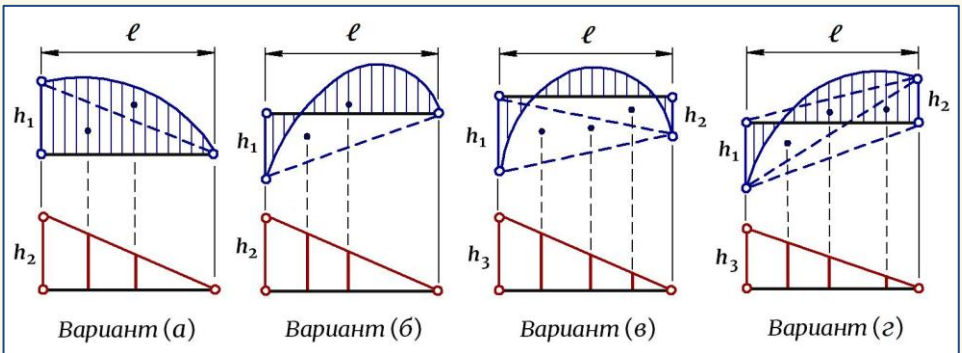 ℓ ℓ ℓ ℓ
h₁ h₁ h₁ h₂ h₁ h₂
h₂ h₂ h₃ h₃
Вариант (а) Вариант (б) Вариант (в) Вариант (г)